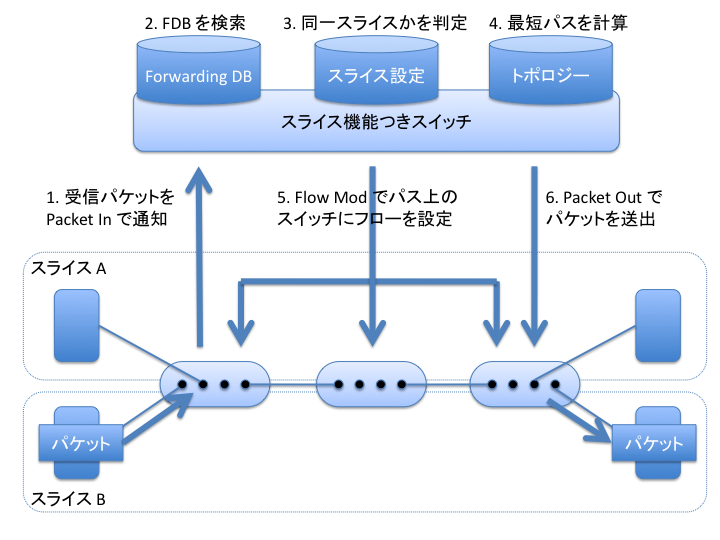 2. FDB を検索
3. 同一スライスかを判定
4. 最短パスを計算
Forwarding DB
スライス設定
トポロジー
スライス機能つきスイッチ
1. 受信パケットを
Packet In で通知
5. Flow Mod でパス上の
スイッチにフローを設定
6. Packet Out で
パケットを送出
スライス A
パケット
パケット
スライス B